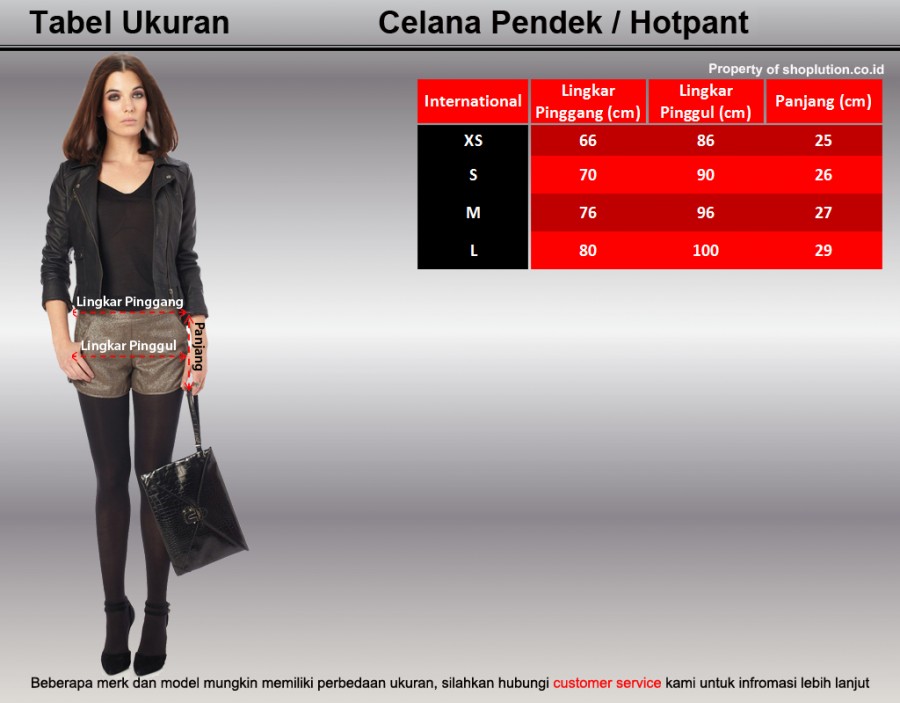 Tabel Ukuran
Celana Pendek / Hotpant
Property of shoplution.co.id
International Lingkar Pinggang (cm) Lingkar Pinggul (cm) Panjang (cm)
XS 66 86 25
S 70 90 26
M 76 96 27
L 80 100 29
Lingkar Pinggang
Lingkar Pinggul
Panjang
Beberapa merk dan model mungkin memiliki perbedaan ukuran, silahkan hubungi customer service kami untuk infromasi lebih lanjut